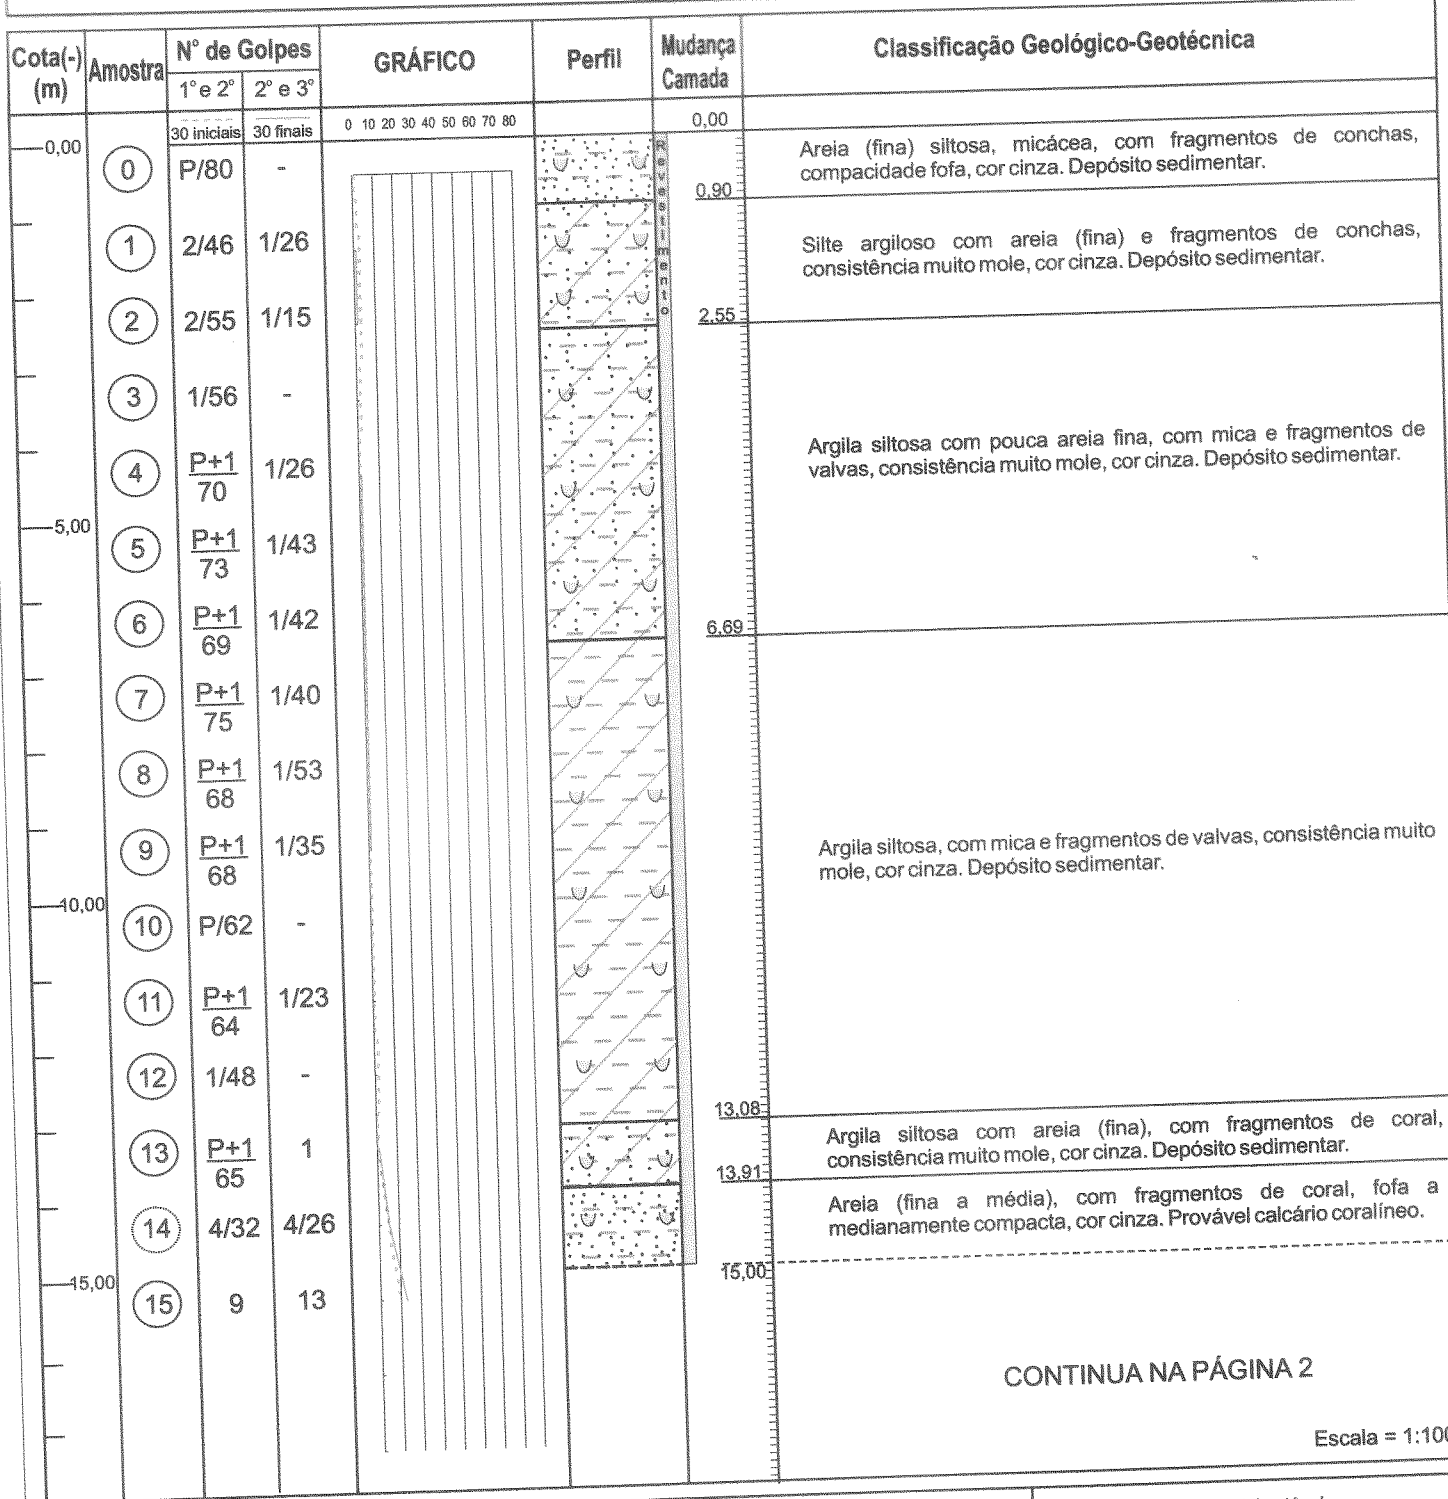 Cota(-) (m)
Amostra
N° de Golpes
1° e 2°
2° e 3°
30 iniciais
30 finais
GRÁFICO
0 10 20 30 40 50 60 70 80
Perfil
Mudança
Camada
Classificação Geológico-Geotécnica
0,00
0,00
0 P/80 -
Revestimento
Areia (fina) siltosa, micácea, com fragmentos de conchas,
compacidade fofa, cor cinza. Depósito sedimentar.
0,90
1 2/46 1/26
Silte argiloso com areia (fina) e fragmentos de conchas,
consistência muito mole, cor cinza. Depósito sedimentar.
2 2/55 1/15
2,55
3 1/56 -
Argila siltosa com pouca areia fina, com mica e fragmentos de
valvas, consistência muito mole, cor cinza. Depósito sedimentar.
4 P+1/70 1/26
5,00
5 P+1/73 1/43
6 P+1/69 1/42
6,69
7 P+1/75 1/40
8 P+1/68 1/53
9 P+1/68 1/35
Argila siltosa, com mica e fragmentos de valvas, consistência muito
mole, cor cinza. Depósito sedimentar.
10,00
10 P/62 -
11 P+1/64 1/23
12 1/48 -
13,08
13 P+1/65 1
Argila siltosa com areia (fina), com fragmentos de coral,
consistência muito mole, cor cinza. Depósito sedimentar.
13,91
14 4/32 4/26
Areia (fina a média), com fragmentos de coral, fofa a
medianamente compacta, cor cinza. Provável calcário coralíneo.
15,00
15,00
15 9 13
CONTINUA NA PÁGINA 2
Escala = 1:100